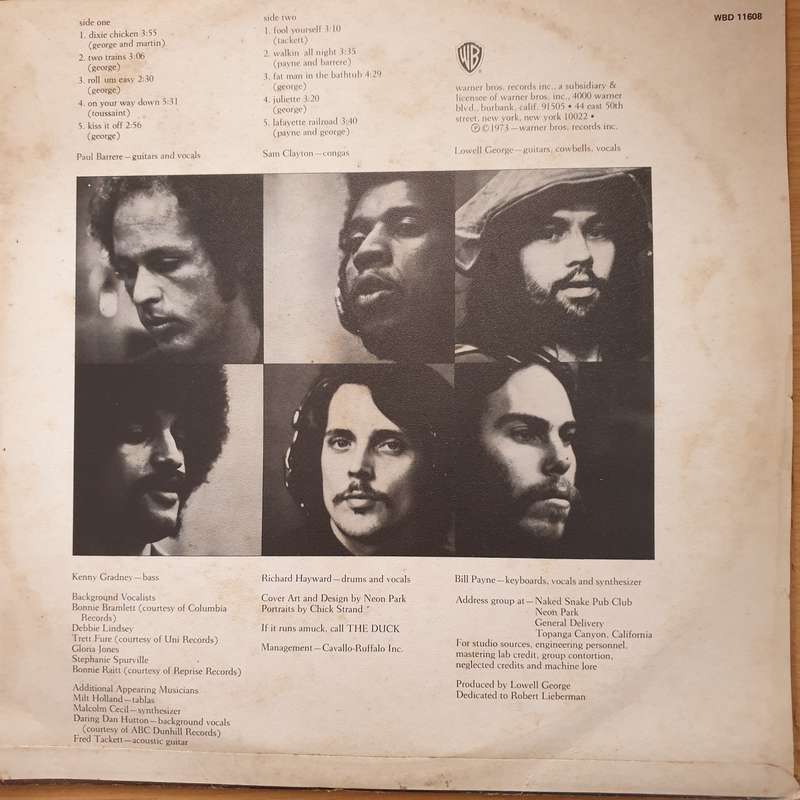 WBD 11608
side one
1. dixie chicken 3:55
(george and martin)
2. two trains 3:06
(george)
3. roll um easy 2:30
(george)
4. on your way down 5:31
(toussaint)
5. kiss it off 2:56
(george)
side two
1. fool yourself 3:10
(tackett)
2. walkin all night 3:35
(payne and barrere)
3. fat man in the bathtub 4:29
(george)
4. juliette 3:20
(george)
5. lafayette railroad 3:40
(payne and george)
WB
warner bros. records inc., a subsidiary &
licensee of warner bros. inc., 4000 warner
blvd., burbank, calif. 91505 • 44 east 50th
street, new york, new york 10022 •
Ⓟ©1973 – warner bros. records inc.
Paul Barrere – guitars and vocals
Sam Clayton – congas
Lowell George – guitars, cowbells, vocals
Kenny Gradney – bass
Richard Hayward – drums and vocals
Bill Payne – keyboards, vocals and synthesizer
Background Vocalists
Bonnie Bramlett (courtesy of Columbia
Records)
Debbie Lindsey
Trett Fure (courtesy of Uni Records)
Gloria Jones
Stephanie Spurville
Bonnie Raitt (courtesy of Reprise Records)
Additional Appearing Musicians
Milt Holland – tablas
Malcolm Cecil – synthesizer
Danny Dan Hutton – background vocals
(courtesy of ABC Dunhill Records)
Fred Tackett – acoustic guitar
Cover Art and Design by Neon Park
Portraits by Chick Strand
If it runs amuck, call THE DUCK
Management – Cavallo-Ruffalo Inc.
Address group at – Naked Snake Pub Club
Neon Park
General Delivery
Topanga Canyon, California
For studio sources, engineering personnel,
mastering lab credit, group contortion,
neglected credits and machine lore
Produced by Lowell George
Dedicated to Robert Lieberman